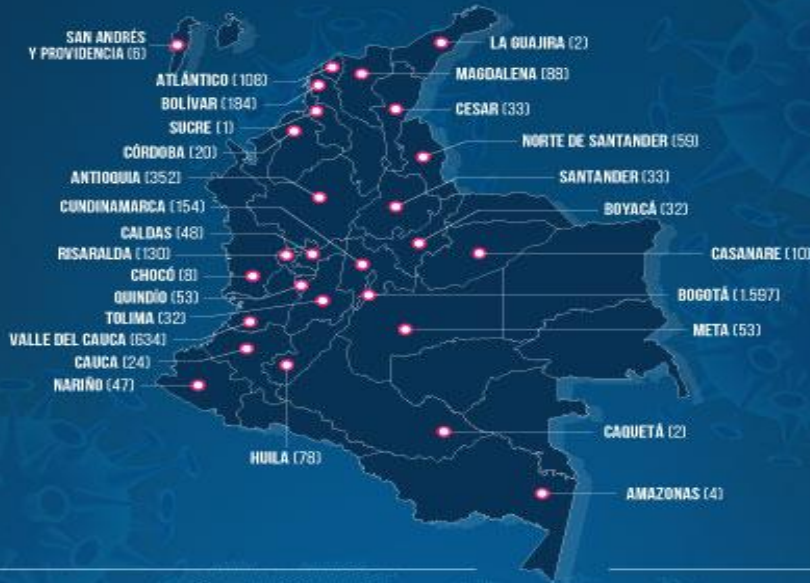 SAN ANDRÉS
Y PROVIDENCIA (6)
ATLÁNTICO (108)
BOLÍVAR (184)
SUCRE (1)
CÓRDOBA (20)
ANTIOQUIA (352)
CUNDINAMARCA (154)
CALDAS (48)
RISARALDA (130)
CHOCÓ (8)
QUINDÍO (53)
TOLIMA (32)
VALLE DEL CAUCA (634)
CAUCA (24)
NARIÑO (47)
HUILA (78)
LA GUAJIRA (2)
MAGDALENA (88)
CESAR (33)
NORTE DE SANTANDER (59)
SANTANDER (33)
BOYACÁ (32)
CASANARE (10)
BOGOTÁ (1.597)
META (53)
CAQUETÁ (2)
AMAZONAS (4)